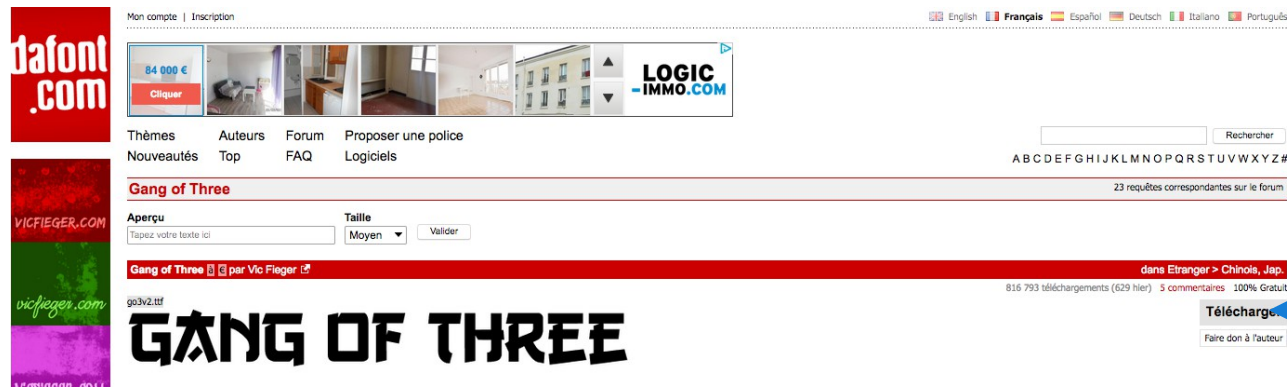 Mon compte | Inscription
English Français Español Deutsch Italiano Português
dafont
.com
84 000 €
Cliquer
LOGIC
-IMMO.COM
Thèmes Auteurs Forum Proposer une police
Nouveautés Top FAQ Logiciels
Rechercher
A B C D E F G H I J K L M N O P Q R S T U V W X Y Z #
Gang of Three
23 requêtes correspondantes sur le forum
VICFIEGER.COM
Aperçu Taille
Tapez votre texte ici Moyen Valider
Gang of Three à € par Vic Fieger
dans Etranger > Chinois, Jap.
816 793 téléchargements (629 hier) 5 commentaires 100% Gratuit
vicfieger.com
go3v2.ttf
GANG OF THREE
Télécharger
Faire don à l'auteur